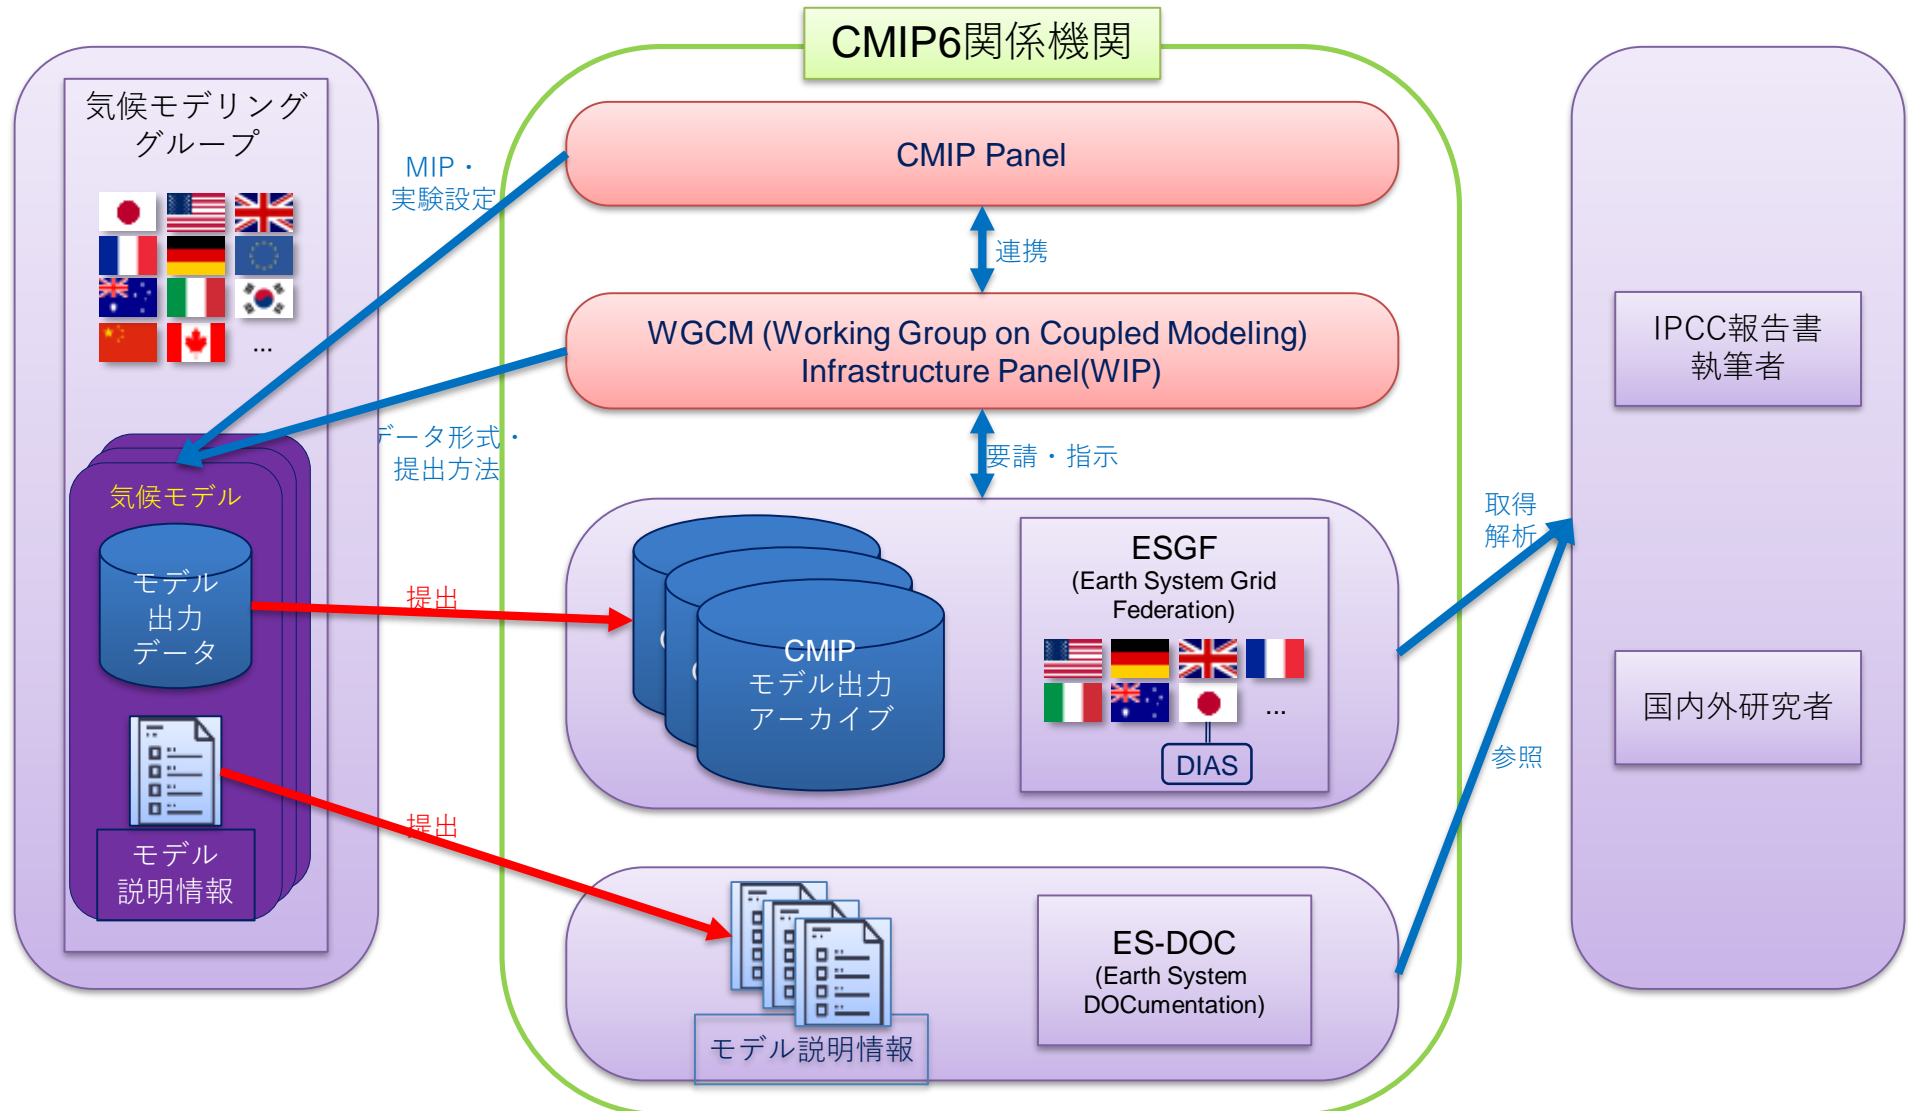 CMIP6関係機関
気候モデリング
グループ
...
気候モデル
モデル
出力
データ
モデル
説明情報
MIP・
実験設定
データ形式・
提出方法
提出
提出
CMIP Panel
連携
WGCM (Working Group on Coupled Modeling)
Infrastructure Panel(WIP)
要請・指示
CMIP
モデル出力
アーカイブ
ESGF
(Earth System Grid
Federation)
...
DIAS
モデル説明情報
ES-DOC
(Earth System
DOCumentation)
取得
解析
参照
IPCC報告書
執筆者
国内外研究者